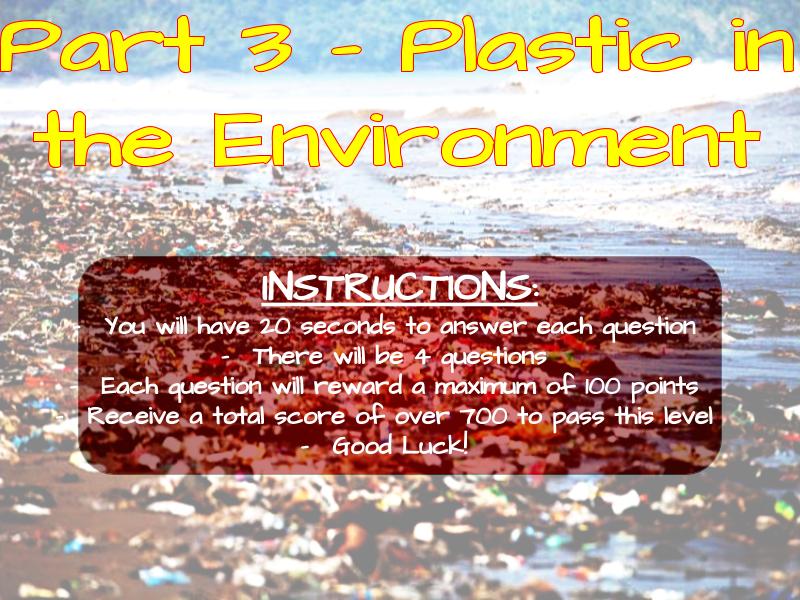 Part 3 - Plastic in
the Environment
INSTRUCTIONS:
- You will have 20 seconds to answer each question
- There will be 4 questions
- Each question will reward a maximum of 100 points
- Receive a total score of over 700 to pass this level
- Good Luck!